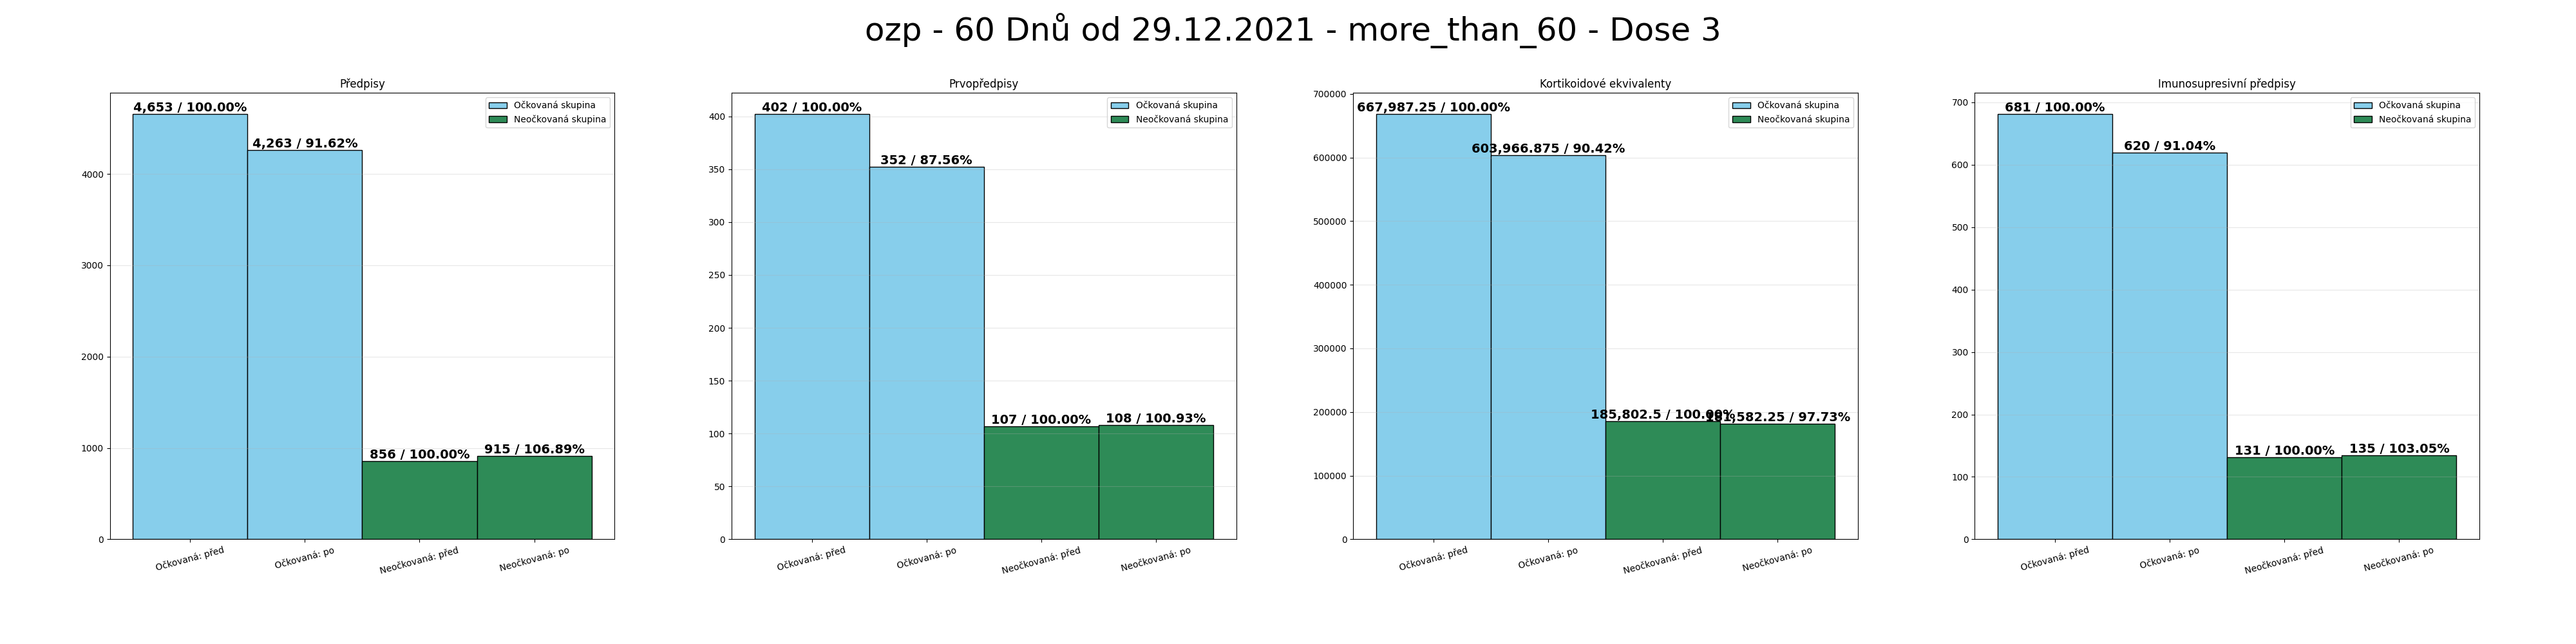 ozp - 60 Dnů od 29.12.2021 - more_than_60 - Dose 3
Předpisy
4,653 / 100.00%
4,263 / 91.62%
856 / 100.00%
915 / 106.89%
Očkovaná skupina
Neočkovaná skupina
4000
3000
2000
1000
0
Očkovaná: před
Očkovaná: po
Neočkovaná: před
Neočkovaná: po
Prvopředpisy
402 / 100.00%
352 / 87.56%
107 / 100.00%
108 / 100.93%
Očkovaná skupina
Neočkovaná skupina
400
350
300
250
200
150
100
50
0
Očkovaná: před
Očkovaná: po
Neočkovaná: před
Neočkovaná: po
Kortikoidové ekvivalenty
667,987.25 / 100.00%
603,966.875 / 90.42%
185,802.5 / 100.00%
181,582.25 / 97.73%
Očkovaná skupina
Neočkovaná skupina
700000
600000
500000
400000
300000
200000
100000
0
Očkovaná: před
Očkovaná: po
Neočkovaná: před
Neočkovaná: po
Imunosupresivní předpisy
681 / 100.00%
620 / 91.04%
131 / 100.00%
135 / 103.05%
Očkovaná skupina
Neočkovaná skupina
700
600
500
400
300
200
100
0
Očkovaná: před
Očkovaná: po
Neočkovaná: před
Neočkovaná: po